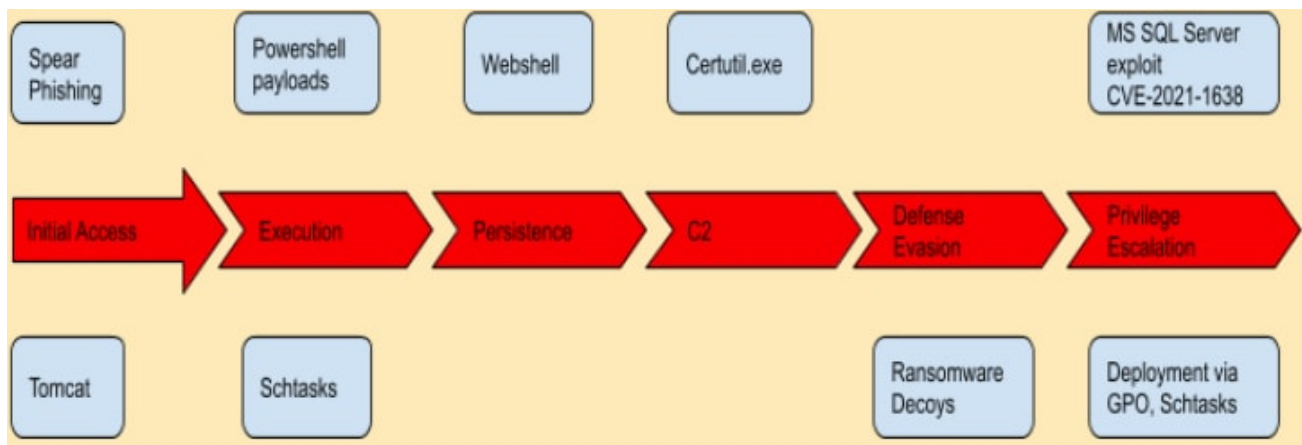 Spear
Phishing
Powershell
payloads
Webshell
Certutil.exe
MS SQL Server
exploit
CVE-2021-1638
Initial Access
Execution
Persistence
C2
Defense
Evasion
Privilege
Escalation
Tomcat
Schtasks
Ransomware
Decoys
Deployment via
GPO, Schtasks